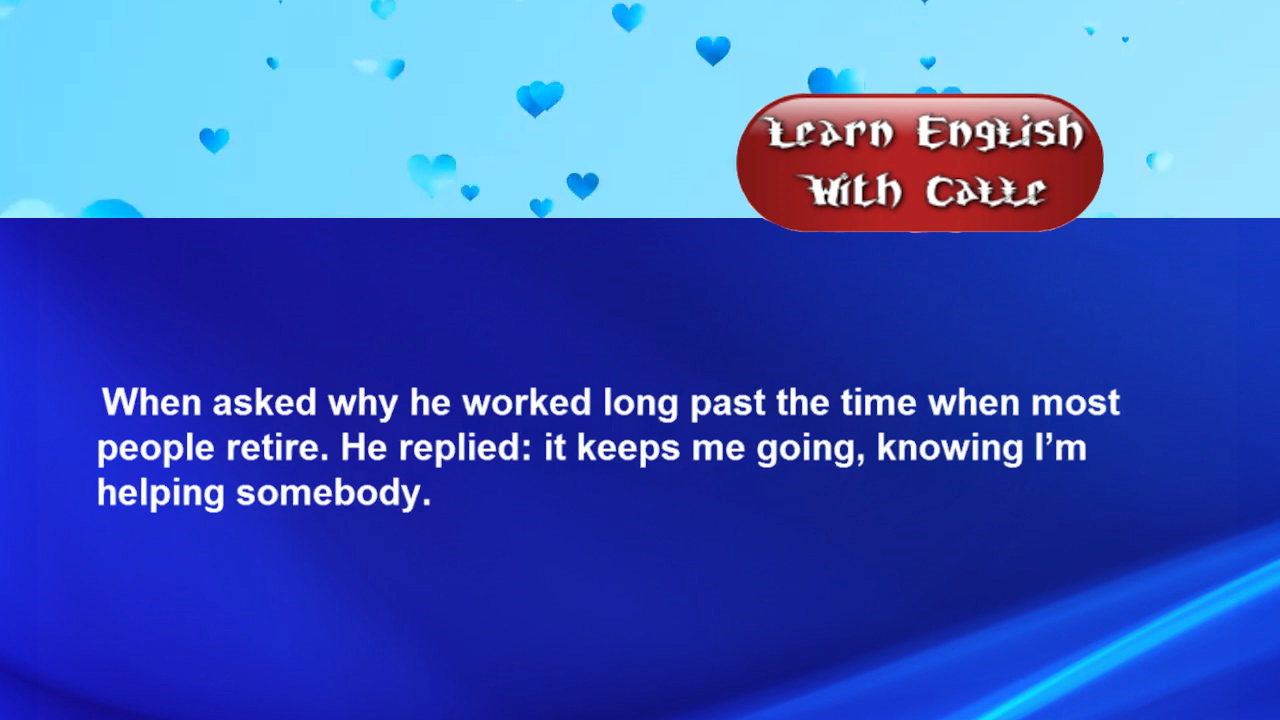 Learn English
With Calle
When asked why he worked long past the time when most
people retire. He replied: it keeps me going, knowing I’m
helping somebody.